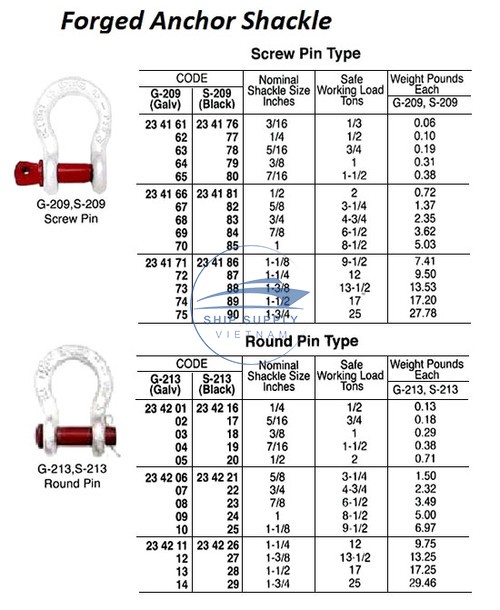 Forged Anchor Shackle
Screw Pin Type
CODE Nominal Shackle Size Inches Safe Working Load Tons Weight Pounds Each
G-209 (Galv) S-209 (Black) G-209, S-209
23 41 61 23 41 76 3/16 1/3 0.06
62 77 1/4 1/2 0.10
63 78 5/16 3/4 0.19
64 79 3/8 1 0.31
65 80 7/16 1-1/2 0.38
23 41 66 23 41 81 1/2 2 0.72
67 82 5/8 3-1/4 1.37
68 83 3/4 4-3/4 2.35
69 84 7/8 6-1/2 3.62
70 85 1 8-1/2 5.03
23 41 71 23 41 86 1-1/8 9-1/2 7.41
72 87 1-1/4 12 9.50
73 88 1-3/8 13-1/2 13.53
74 89 1-1/2 17 17.20
75 90 1-3/4 25 27.78
G-209,S-209
Screw Pin
SHIP SUPPLY
VIETNAM
Round Pin Type
CODE Nominal Shackle Size Inches Safe Working Load Tons Weight Pounds Each
G-213 (Galv) S-213 (Black) G-213, S-213
23 42 01 23 42 16 1/4 1/2 0.13
02 17 5/16 3/4 0.18
03 18 3/8 1 0.29
04 19 7/16 1-1/2 0.38
05 20 1/2 2 0.71
23 42 06 23 42 21 5/8 3-1/4 1.50
07 22 3/4 4-3/4 2.32
08 23 7/8 6-1/2 3.49
09 24 1 8-1/2 5.00
10 25 1-1/8 9-1/2 6.97
23 42 11 23 42 26 1-1/4 12 9.75
12 27 1-3/8 13-1/2 13.25
13 28 1-1/2 17 17.25
14 29 1-3/4 25 29.46
G-213,S-213
Round Pin